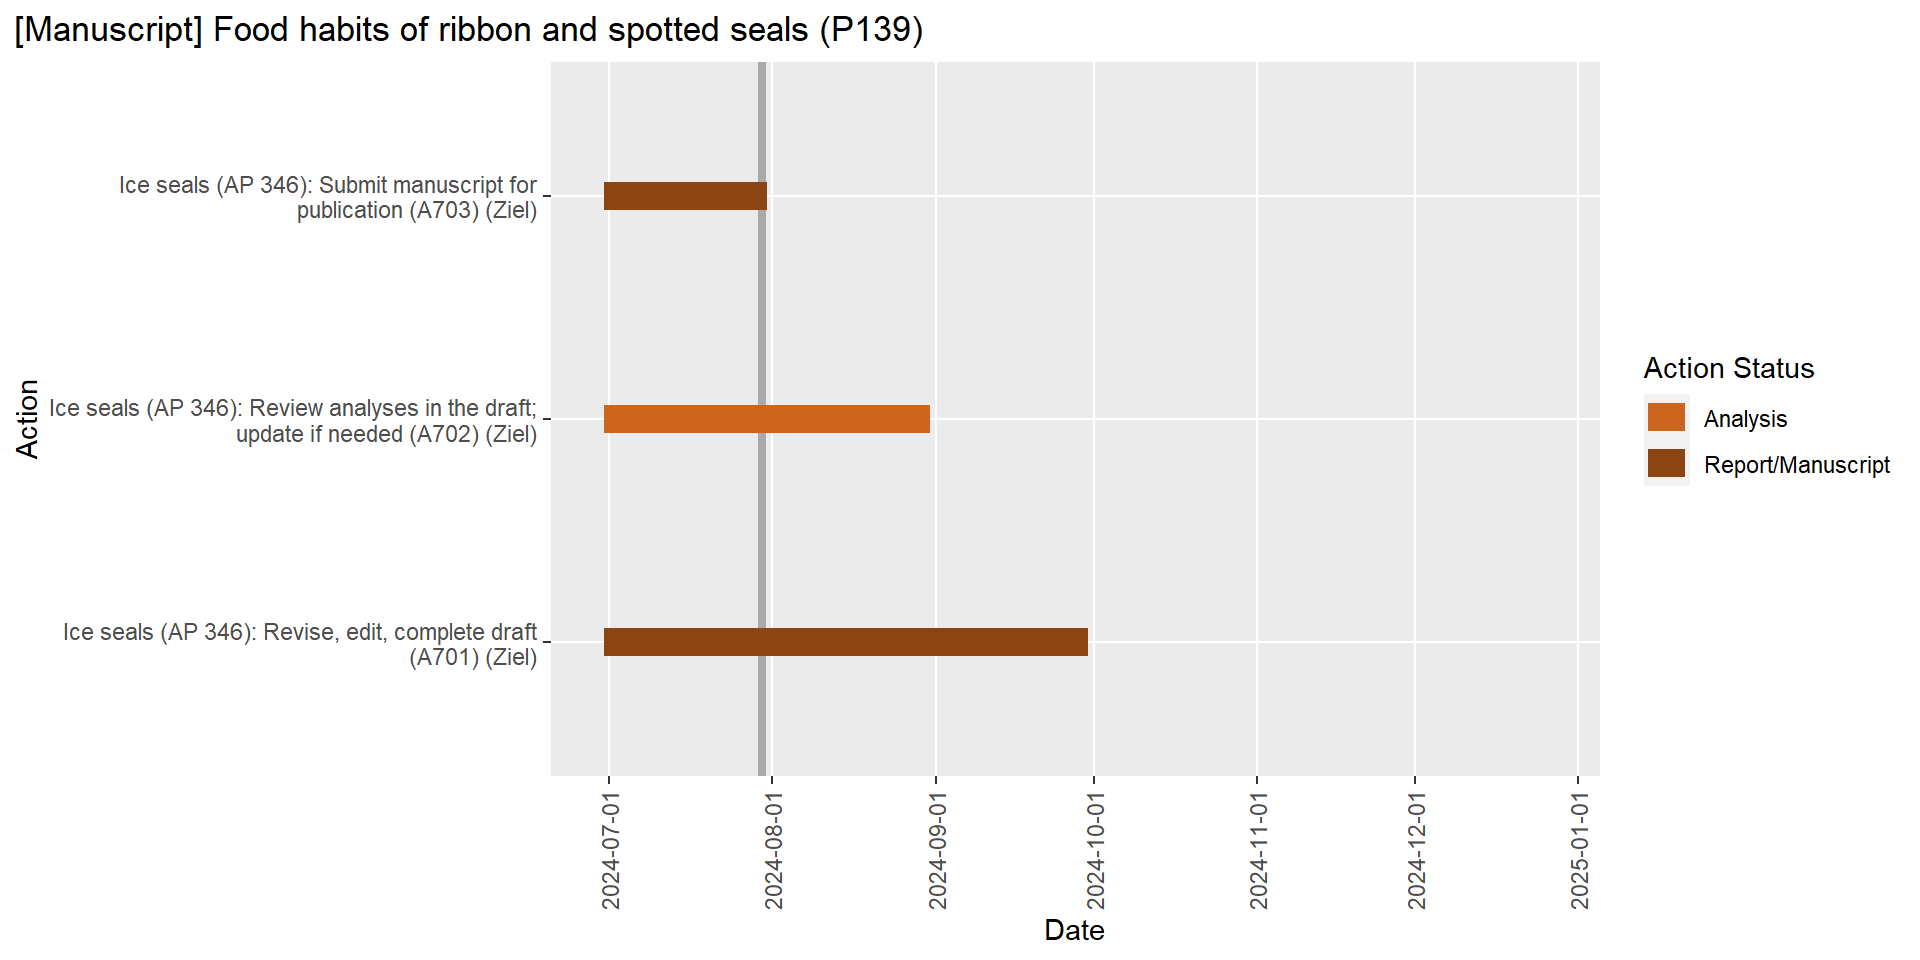 [Manuscript] Food habits of ribbon and spotted seals (P139)
Action
Ice seals (AP 346): Submit manuscript for
publication (A703) (Ziel)
Ice seals (AP 346): Review analyses in the draft;
update if needed (A702) (Ziel)
Ice seals (AP 346): Revise, edit, complete draft
(A701) (Ziel)
2024-07-01
2024-08-01
2024-09-01
2024-10-01
2024-11-01
2024-12-01
2025-01-01
Date
Action Status
Analysis
Report/Manuscript